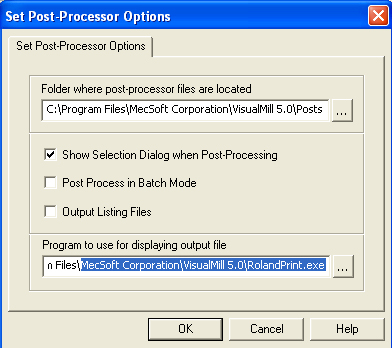 Set Post-Processor Options
Set Post-Processor Options
Folder where post-processor files are located
C:\Program Files\MecSoft Corporation\VisualMill 5.0\Posts
...
Show Selection Dialog when Post-Processing
Post Process in Batch Mode
Output Listing Files
Program to use for displaying output file
n Files\MecSoft Corporation\VisualMill 5.0\RolandPrint.exe
...
OK Cancel Help